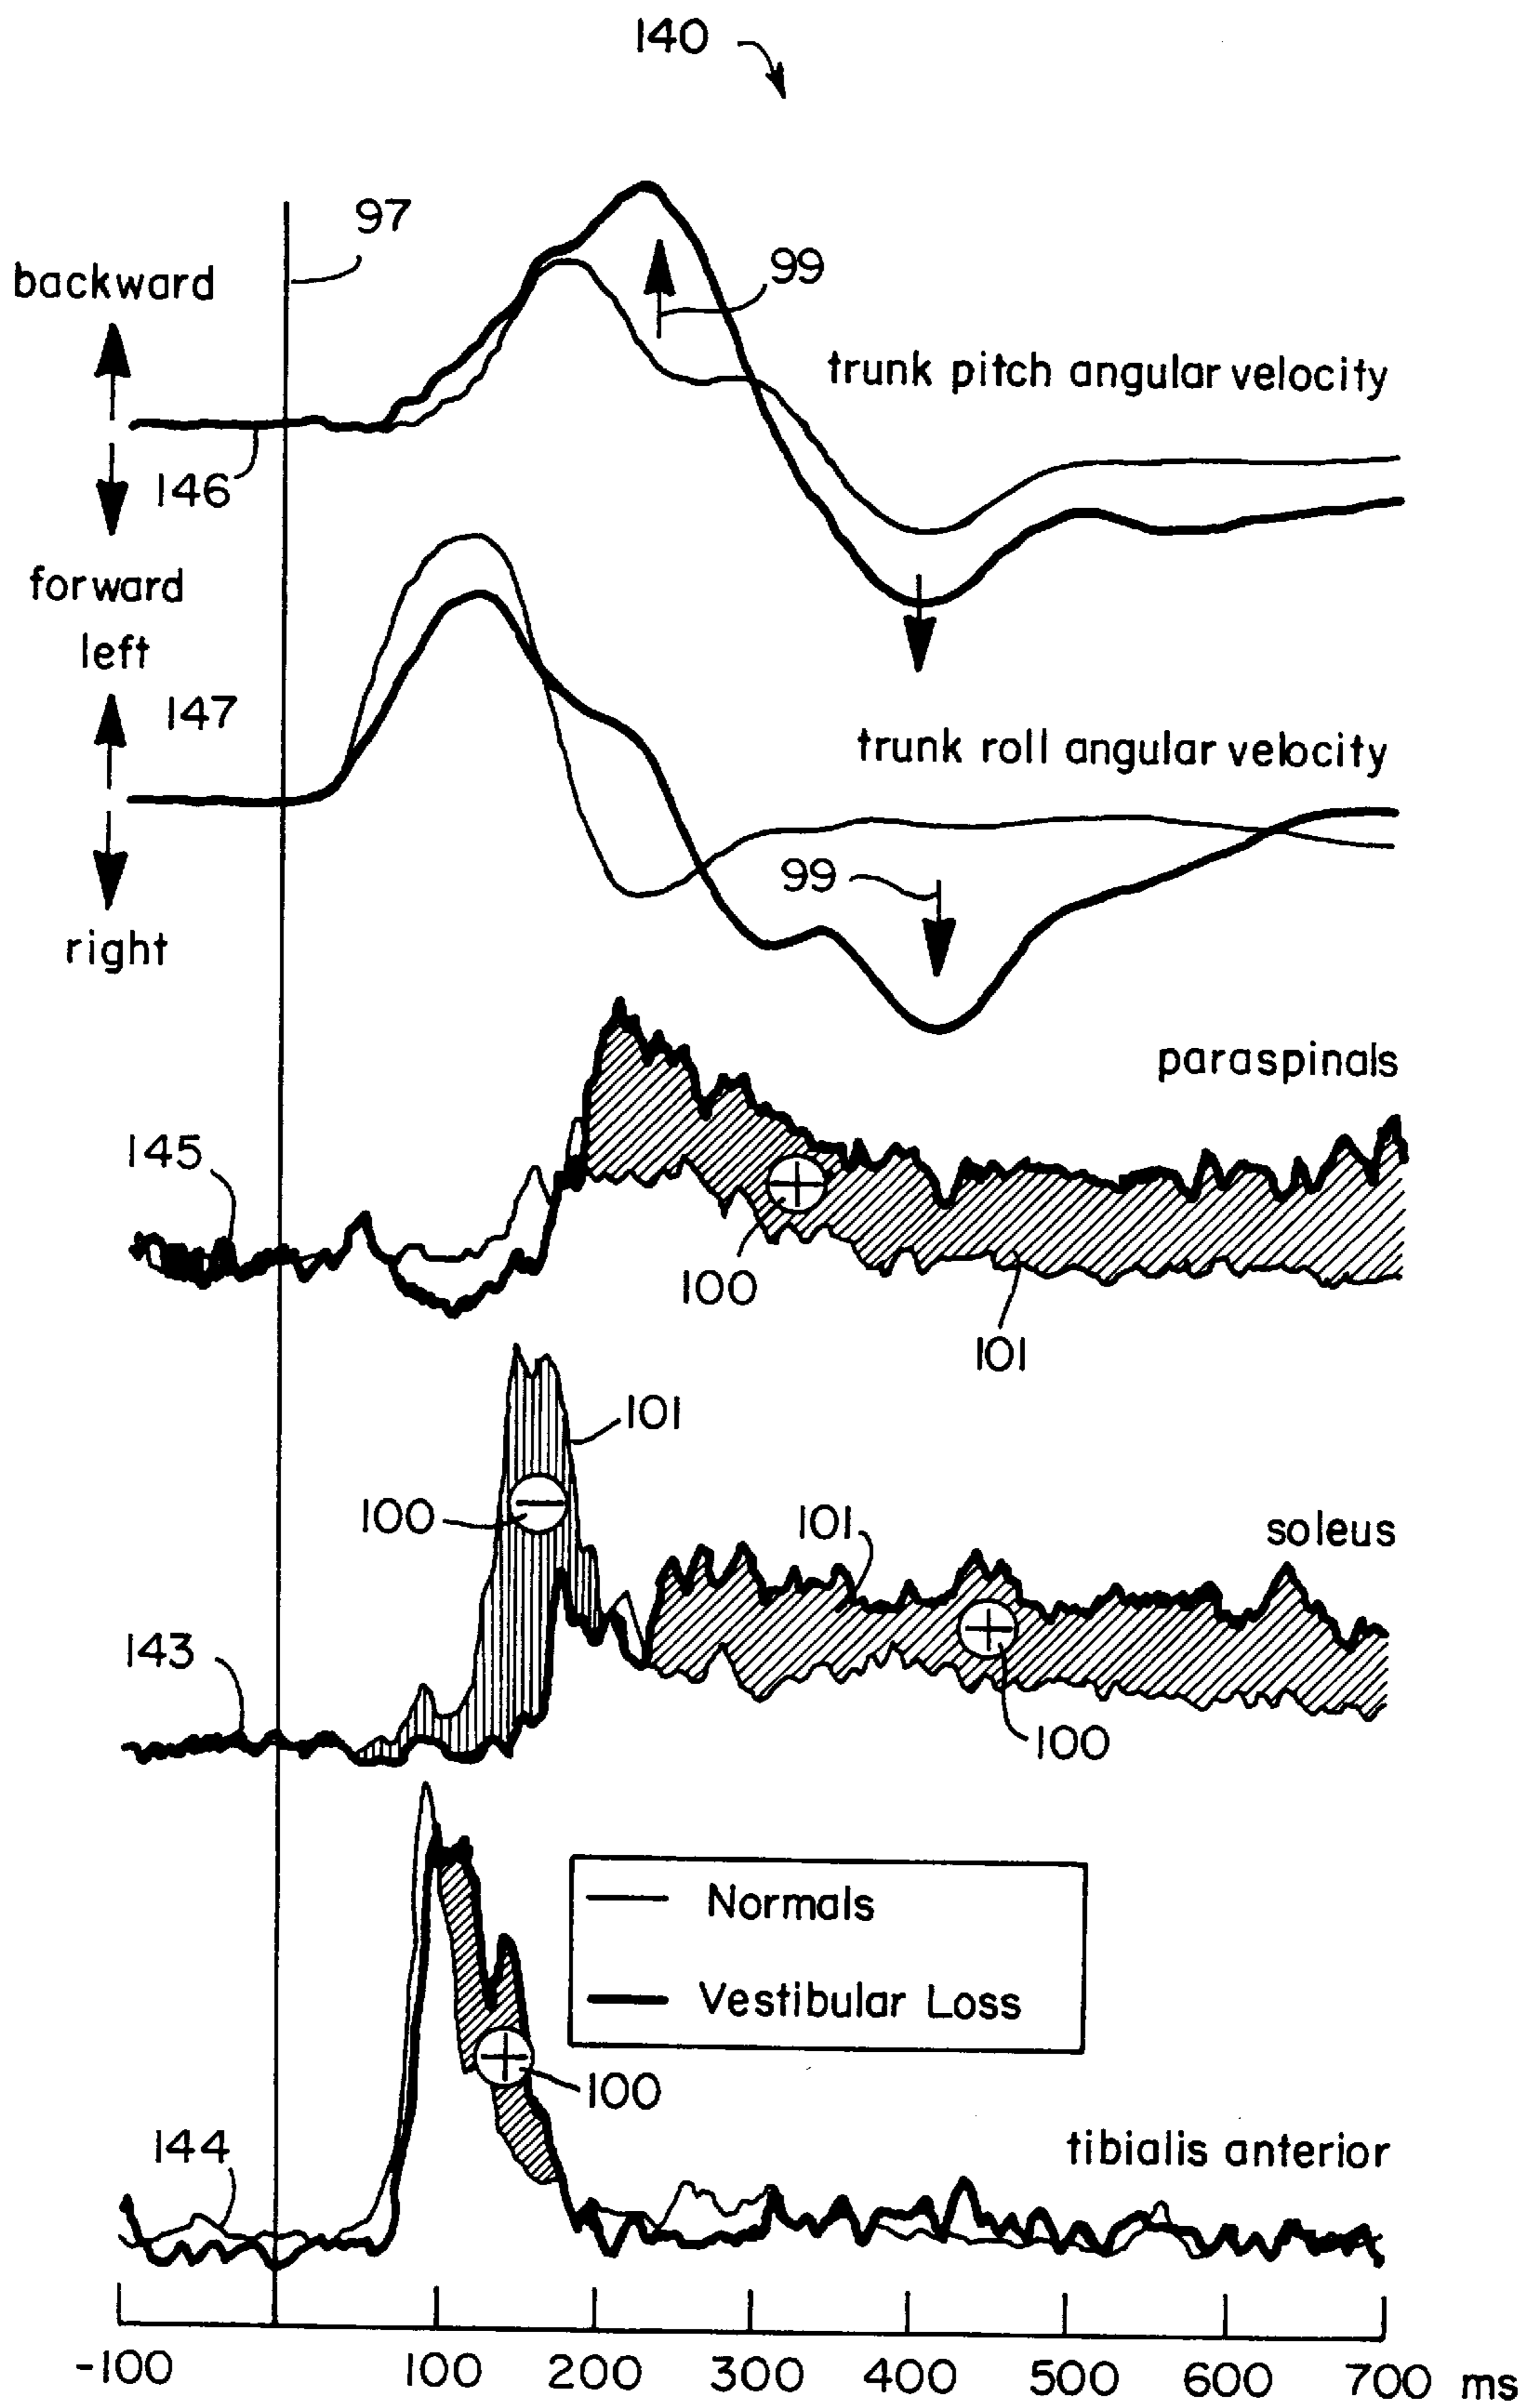 140
97
backward
99
trunk pitch angular velocity
146
forward
left
147
trunk roll angular velocity
99
right
paraspinals
145
100
101
101
100
101
soleus
143
100
Normals
Vestibular Loss
100
144
tibialis anterior
-100 100 200 300 400 500 600 700 ms